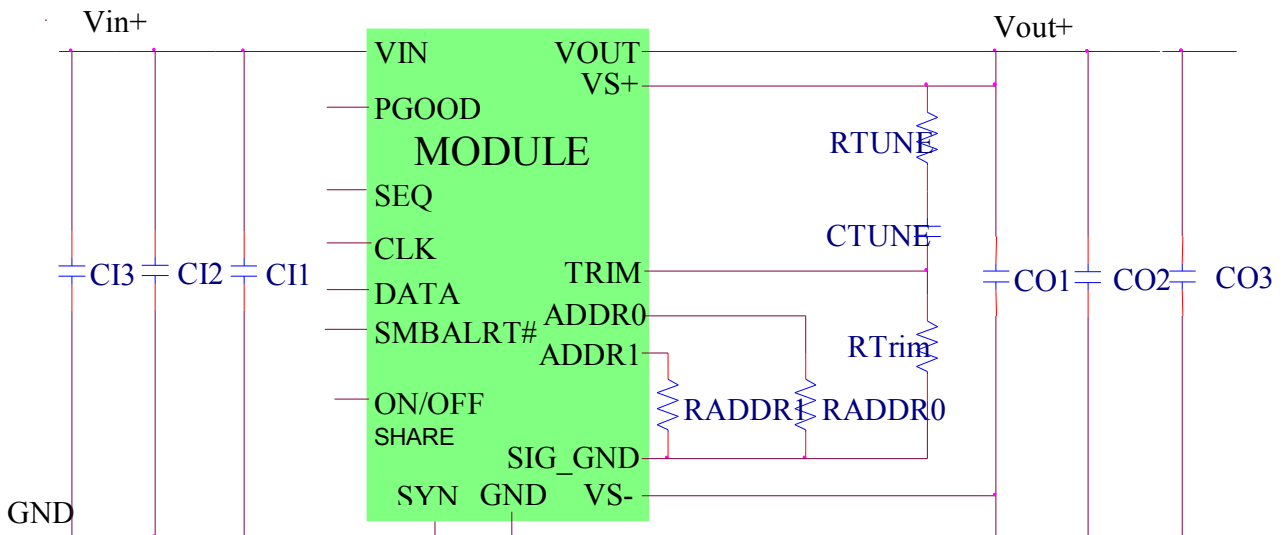 Vin+
Vout+
VIN
VOUT
VS+
PGOOD
MODULE
RTUNE
SEQ
CTUNE
CLK
TRIM
CI3
CI2
CI1
CO1
CO2
CO3
DATA
ADDR0
SMBALRT#
ADDR1
RTrim
ON/OFF
RADDR1
RADDR0
SHARE
SIG_GND
SYN
GND
VS-
GND